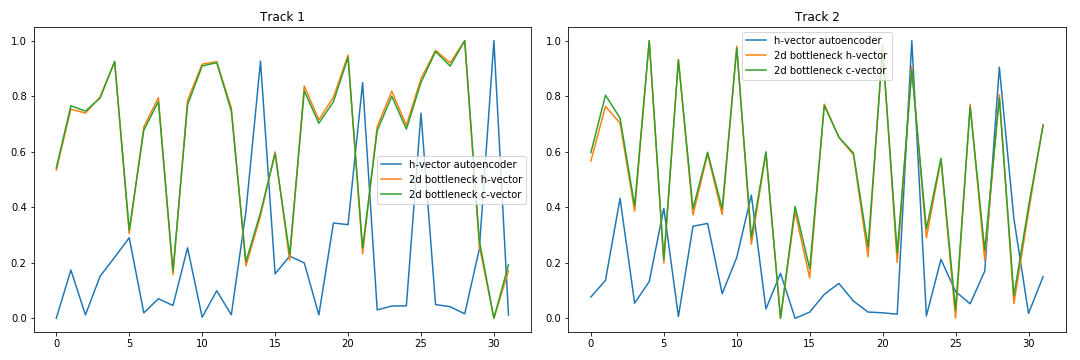 Track 1
1.0
0.8
0.6
0.4
0.2
0.0
h-vector autoencoder
2d bottleneck h-vector
2d bottleneck c-vector
0 5 10 15 20 25 30
Track 2
1.0
0.8
0.6
0.4
0.2
0.0
h-vector autoencoder
2d bottleneck h-vector
2d bottleneck c-vector
0 5 10 15 20 25 30